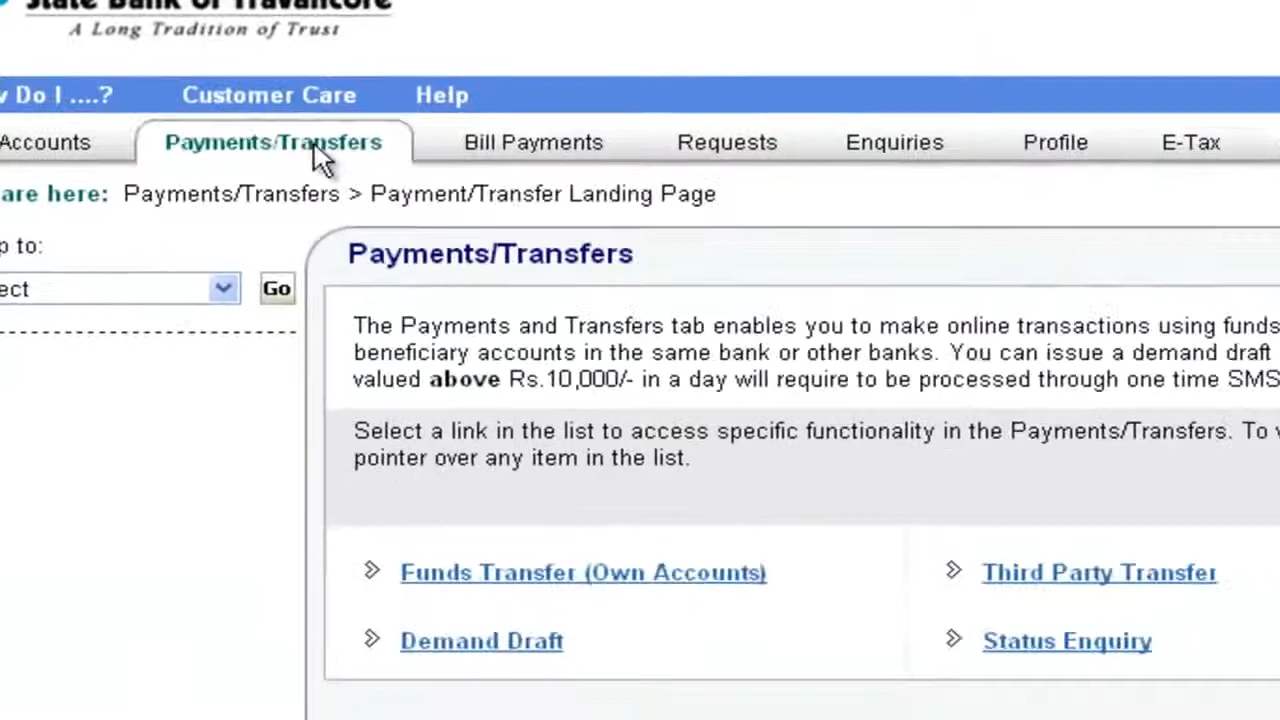 State Bank of Travancore
A Long Tradition of Trust
Do I ....? Customer Care Help
Accounts Payments/Transfers Bill Payments Requests Enquiries Profile E-Tax
are here: Payments/Transfers > Payment/Transfer Landing Page
to:
Go
Payments/Transfers
The Payments and Transfers tab enables you to make online transactions using funds
beneficiary accounts in the same bank or other banks. You can issue a demand draft
valued above Rs.10,000/- in a day will require to be processed through one time SMS
Select a link in the list to access specific functionality in the Payments/Transfers. To
pointer over any item in the list.
Funds Transfer (Own Accounts) Third Party Transfer
Demand Draft Status Enquiry